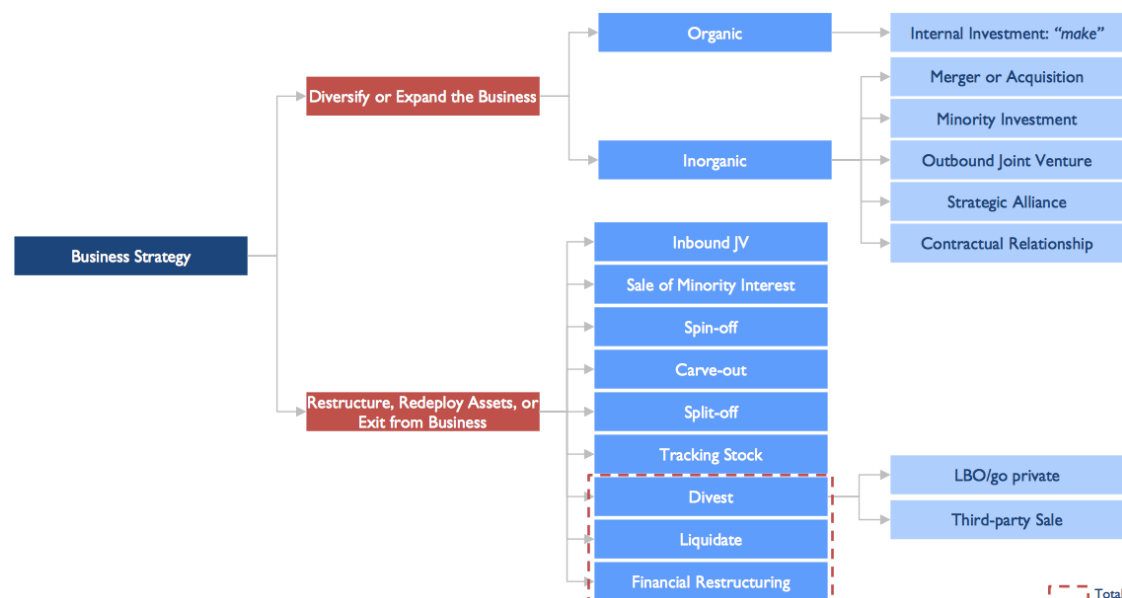 Organic
Internal Investment: “make”
Merger or Acquisition
Diversify or Expand the Business
Minority Investment
Inorganic
Outbound Joint Venture
Strategic Alliance
Contractual Relationship
Business Strategy
Inbound JV
Sale of Minority Interest
Spin-off
Carve-out
Restructure, Redeploy Assets, or
Exit from Business
Split-off
Tracking Stock
Divest
LBO/go private
Third-party Sale
Liquidate
Financial Restructuring
Total